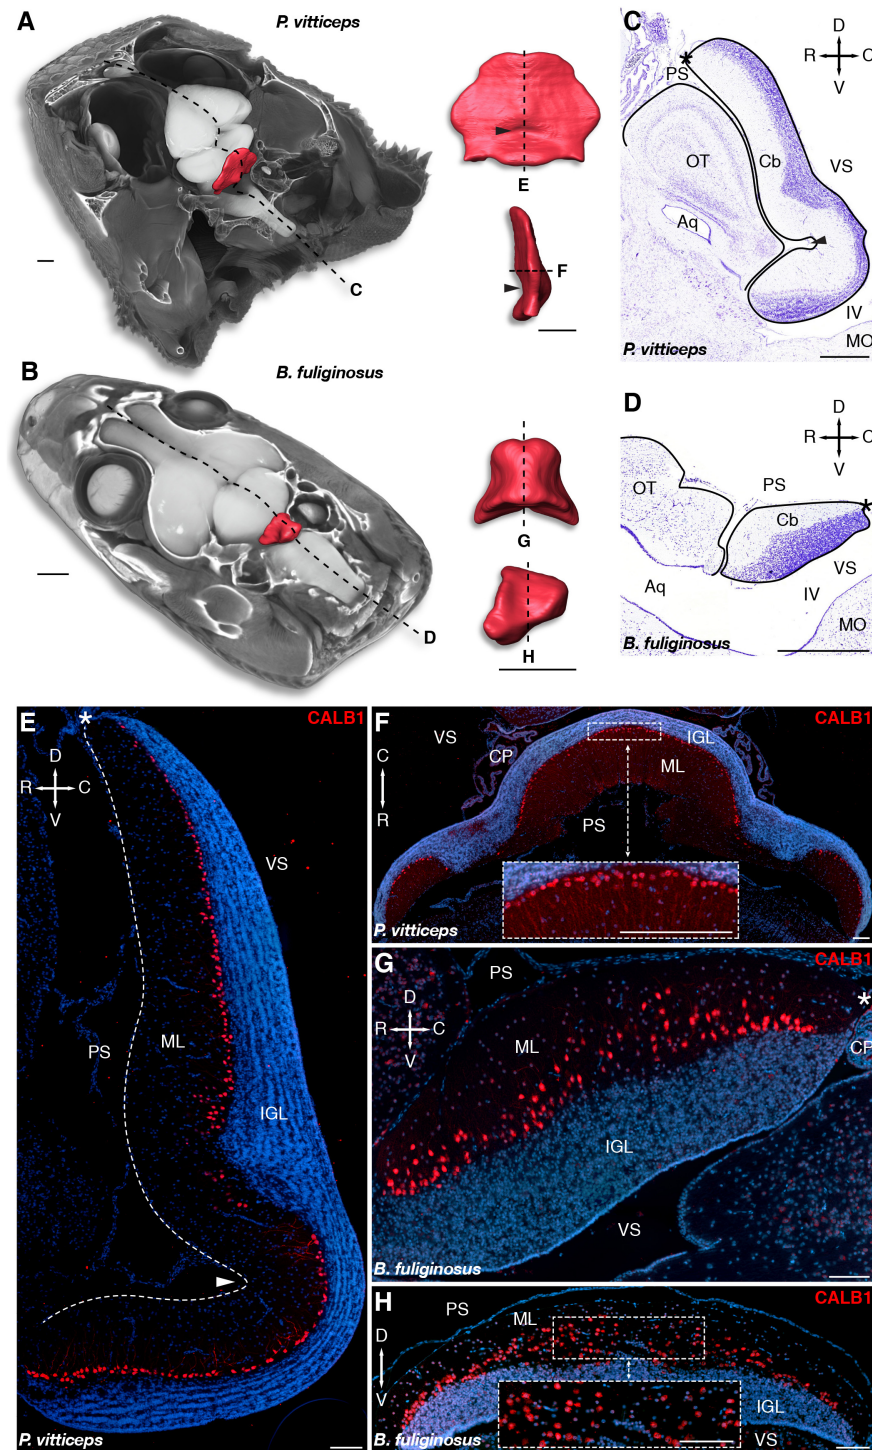 A
P. vitticeps
E
F
C
B
B. fuliginosus
G
H
D
C
D
R
C
V
PS
OT
Cb
VS
Aq
IV
MO
P. vitticeps
D
D
R
C
V
OT
PS
Cb
VS
Aq
IV
MO
B. fuliginosus
E
CALB1
D
R
C
V
VS
PS
ML
IGL
P. vitticeps
F
CALB1
VS
C
R
CP
IGL
ML
PS
P. vitticeps
G
CALB1
PS
D
R
C
V
ML
CP
IGL
VS
B. fuliginosus
H
CALB1
PS
ML
D
V
IGL
B. fuliginosus
VS